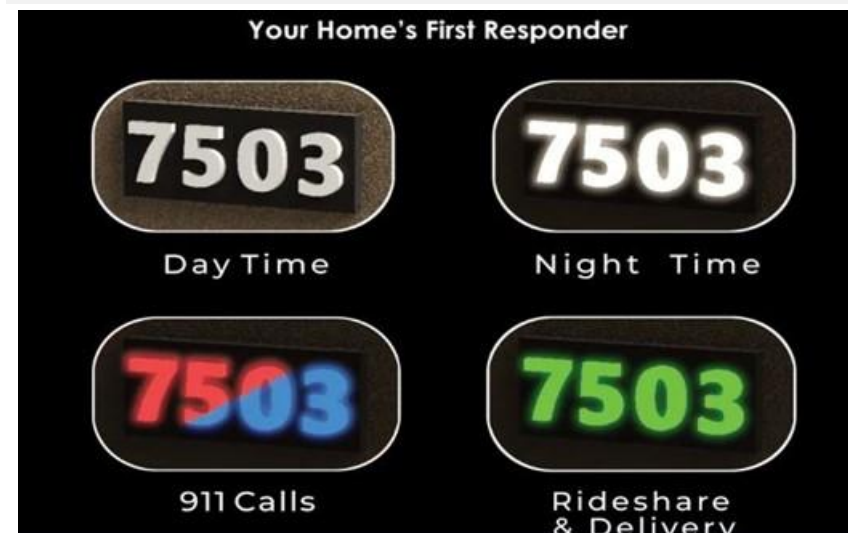 Your Home's First Responder
7503
7503
Day Time
Night Time
7503
7503
911 Calls
Rideshare
& Delivery